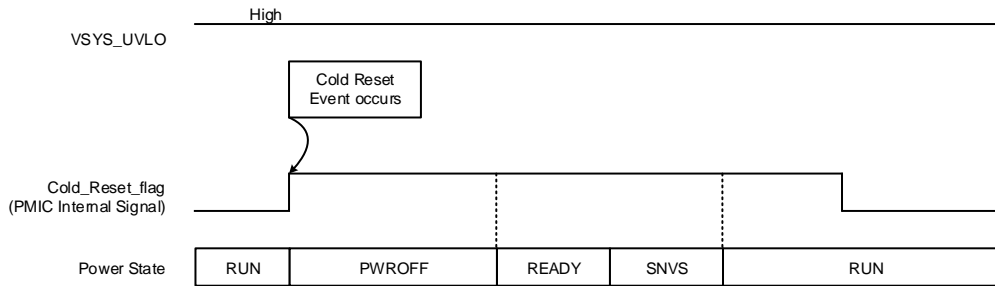 High
VSYS_UVLO
Cold Reset
Event occurs
Cold_Reset_flag
(PMIC Internal Signal)
Power State
RUN
PWROFF
READY
SNVS
RUN